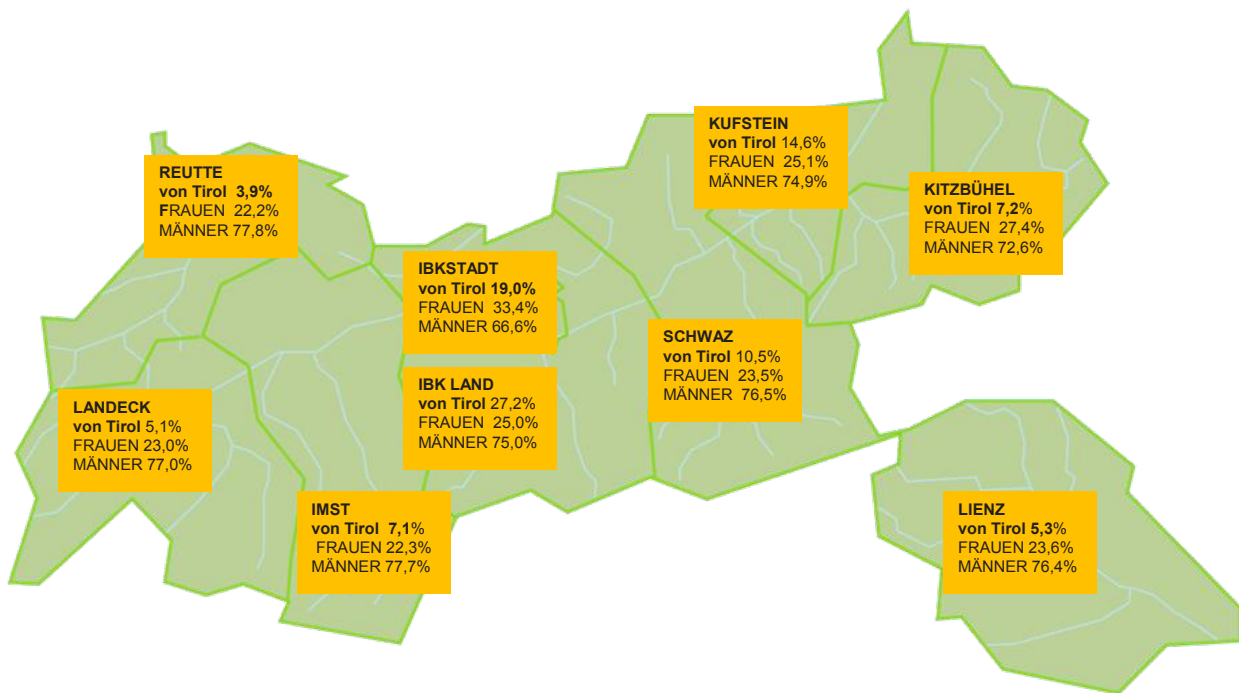 KUFSTEIN
von Tirol 14,6%
FRAUEN 25,1%
MÄNNER 74,9%
REUTTE
von Tirol 3,9%
FRAUEN 22,2%
MÄNNER 77,8%
KITZBÜHEL
von Tirol 7,2%
FRAUEN 27,4%
MÄNNER 72,6%
IBKSTADT
von Tirol 19,0%
FRAUEN 33,4%
MÄNNER 66,6%
SCHWAZ
von Tirol 10,5%
FRAUEN 23,5%
MÄNNER 76,5%
IBK LAND
von Tirol 27,2%
FRAUEN 25,0%
MÄNNER 75,0%
LANDECK
von Tirol 5,1%
FRAUEN 23,0%
MÄNNER 77,0%
IMST
von Tirol 7,1%
FRAUEN 22,3%
MÄNNER 77,7%
LIENZ
von Tirol 5,3%
FRAUEN 23,6%
MÄNNER 76,4%